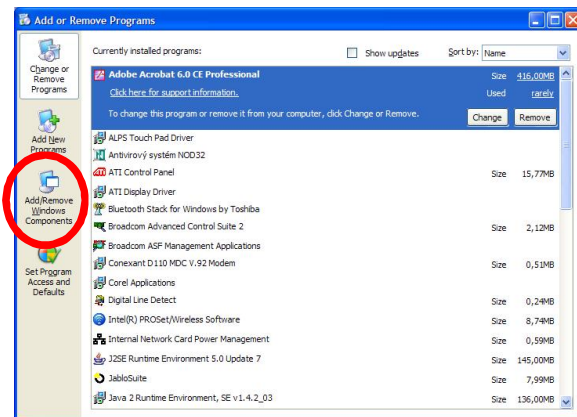 Add or Remove Programs
Currently installed programs:
Show updates
Sort by: Name
Change or
Remove
Programs
Adobe Acrobat 6.0 CE Professional
Size 416,00MB
Click here for support information.
Used rarely
To change this program or remove it from your computer, click Change or Remove.
Change
Remove
Add New
Programs
ALPS Touch Pad Driver
Antivirový systém NOD32
ATI Control Panel
Size 15,77MB
ATI Display Driver
Add/Remove
Windows
Components
Bluetooth Stack for Windows by Toshiba
Broadcom Advanced Control Suite 2
Size 2,12MB
Broadcom ASF Management Applications
Conexant D110 MDC V.92 Modem
Size 0,51MB
Set Program
Access and
Defaults
Corel Applications
Digital Line Detect
Size 0,24MB
Intel(R) PROSet/Wireless Software
Size 8,74MB
Internal Network Card Power Management
Size 0,59MB
J2SE Runtime Environment 5.0 Update 7
Size 145,00MB
JabloSuite
Size 7,99MB
Java 2 Runtime Environment, SE v1.4.2_03
Size 136,00MB